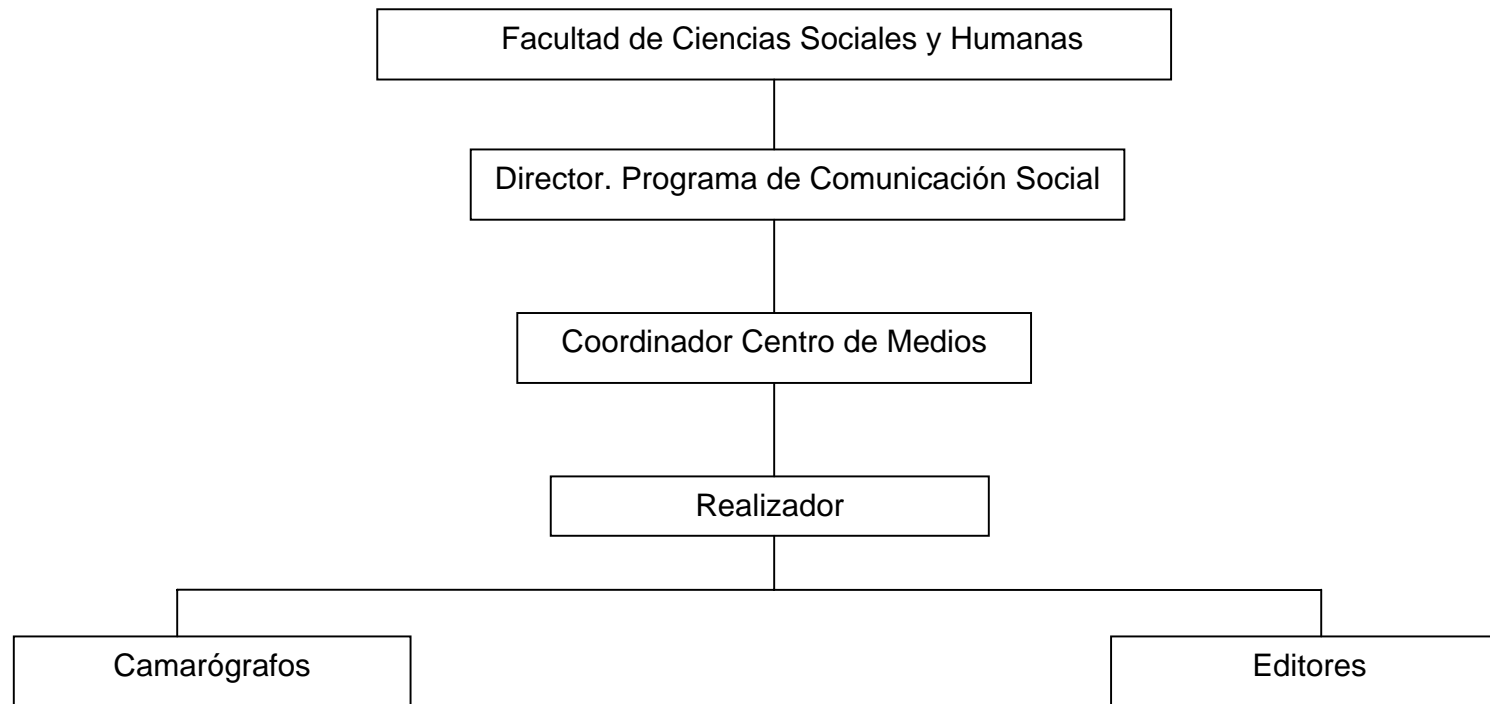 Facultad de Ciencias Sociales y Humanas
Director. Programa de Comunicación Social
Coordinador Centro de Medios
Realizador
Camarógrafos
Editores